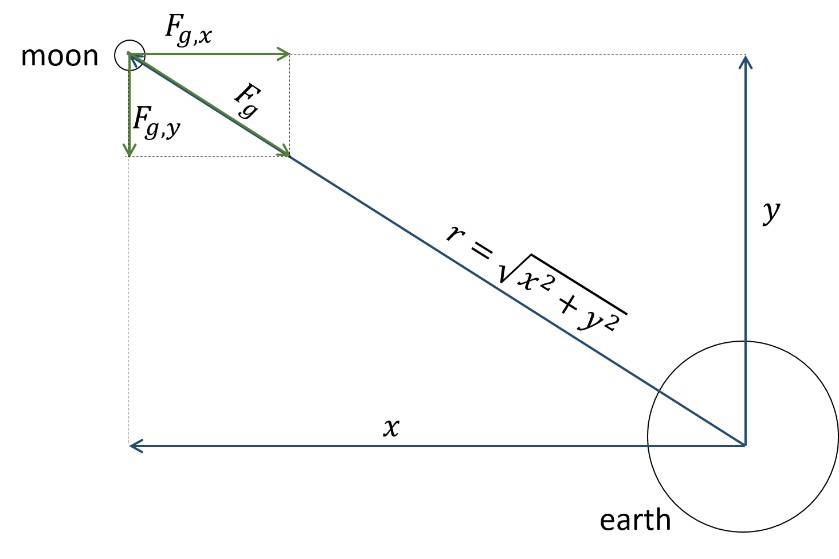 F_{g,x}
moon
F_g
F_{g,y}
y
r = √(x² + y²)
x
earth